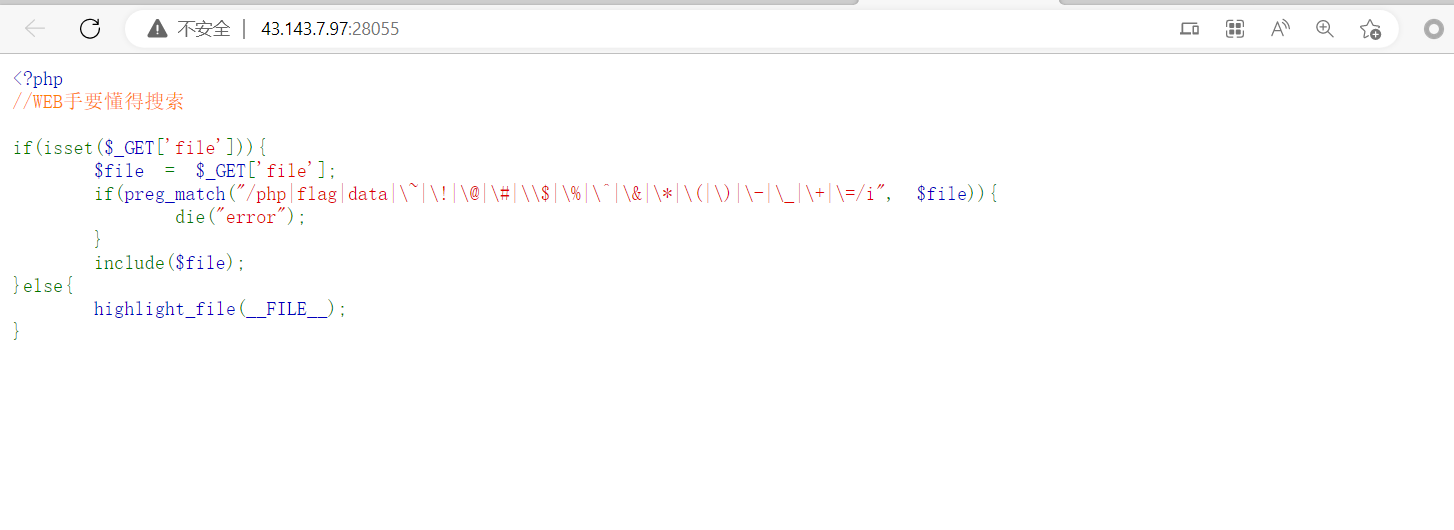 不安全 | 43.143.7.97:28055
<?php
//WEB手要懂得搜索
if(isset($_GET['file'])){
$file = $_GET['file'];
if(preg_match("/php|flag|data|\~|\!|\@|\#|\\$|\%|\^|\&|\*|\(|\)|\-|\_|\+|\=/i", $file)){
die("error");
}
include($file);
}else{
highlight_file(__FILE__);
}